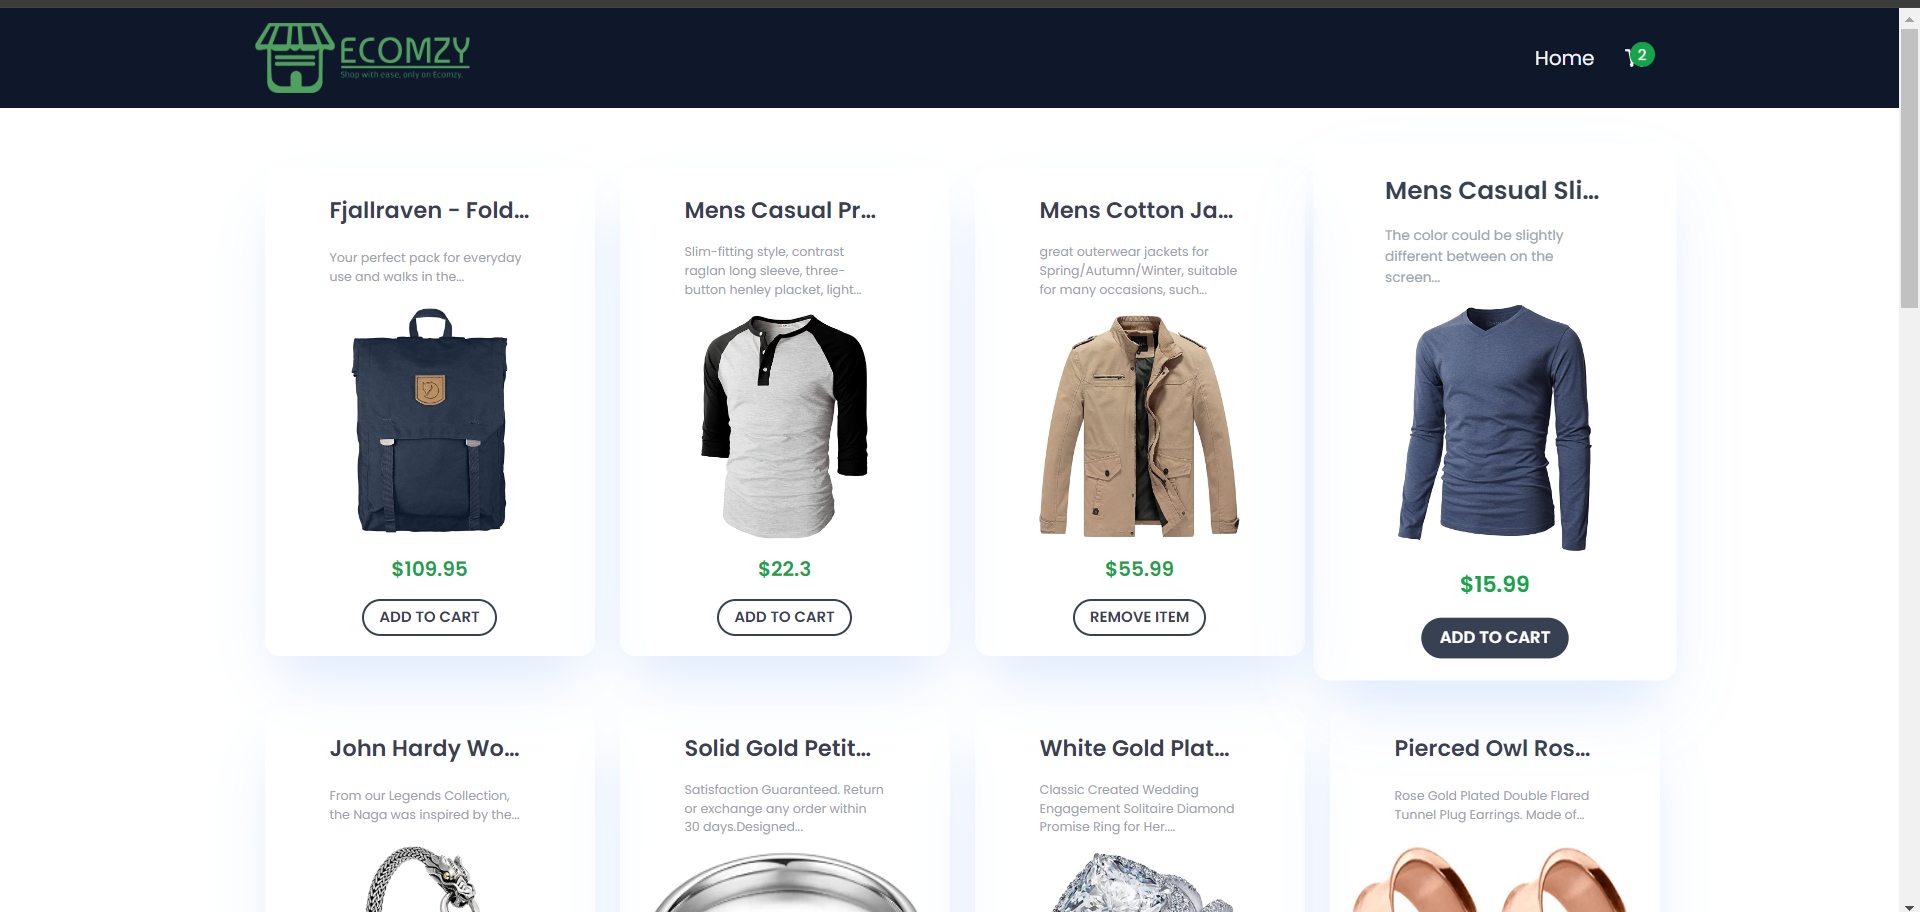 ECOMZY
Shop with ease, only on Ecomzy.
Home
2
Fjallraven - Fold...
Your perfect pack for everyday
use and walks in the...
$109.95
ADD TO CART
Mens Casual Pr...
Slim-fitting style, contrast
raglan long sleeve, three-
button henley placket, light...
$22.3
ADD TO CART
Mens Cotton Ja...
great outerwear jackets for
Spring/Autumn/Winter, suitable
for many occasions, such...
$55.99
REMOVE ITEM
Mens Casual Sli...
The color could be slightly
different between on the
screen...
$15.99
ADD TO CART
John Hardy Wo...
From our Legends Collection,
the Naga was inspired by the...
Solid Gold Petit...
Satisfaction Guaranteed. Return
or exchange any order within
30 days.Designed...
White Gold Plat...
Classic Created Wedding
Engagement Solitaire Diamond
Promise Ring for Her....
Pierced Owl Ros...
Rose Gold Plated Double Flared
Tunnel Plug Earrings. Made of...